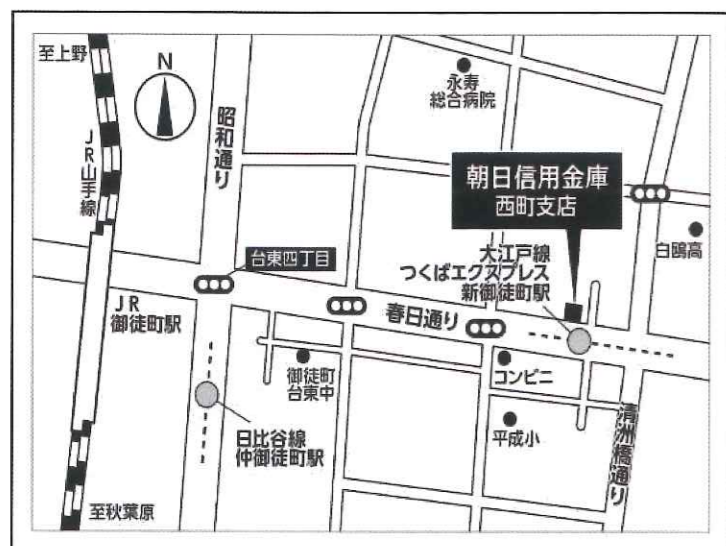 至上野
N
JR山手線
昭和通り
永寿
総合病院
朝日信用金庫
西町支店
白鴎高
台東四丁目
大江戸線
つくばエクスプレス
新御徒町駅
JR
御徒町駅
春日通り
御徒町
台東中
コンビニ
日比谷線
仲御徒町駅
平成小
清洲橋通り
至秋葉原